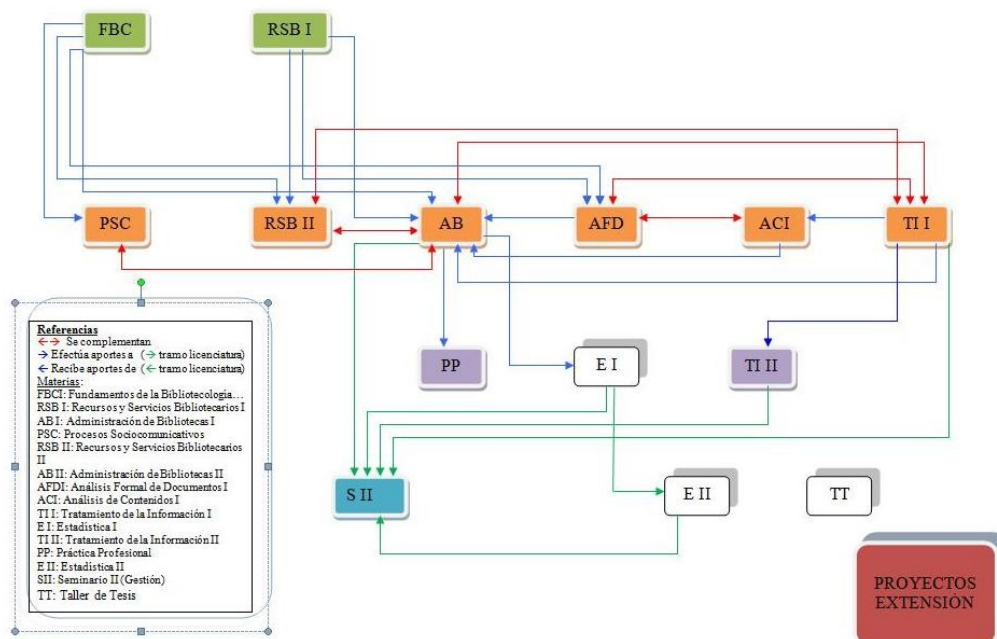 FBC
RSB I
PSC
RSB II
AB
AFD
ACI
TI I
PP
E I
TI II
S II
E II
TT
PROYECTOS
EXTENSIÒN
Referencias
←→ Se complementan
→ Efectúa aportes a (→ tramo licenciatura)
← Recibe aportes de (← tramo licenciatura)
Materias:
FBCI: Fundamentos de la Bibliotecología…
RSB I: Recursos y Servicios Bibliotecarios I
AB I: Administración de Bibliotecas I
PSC: Procesos Sociocomunicativos
RSB II: Recursos y Servicios Bibliotecarios
II
AB II: Administración de Bibliotecas II
AFDI: Análisis Formal de Documentos I
ACI: Análisis de Contenidos I
TI I: Tratamiento de la Información I
E I: Estadística I
TI II: Tratamiento de la Información II
PP: Práctica Profesional
E II: Estadística II
SII: Seminario II (Gestión)
TT: Taller de Tesis